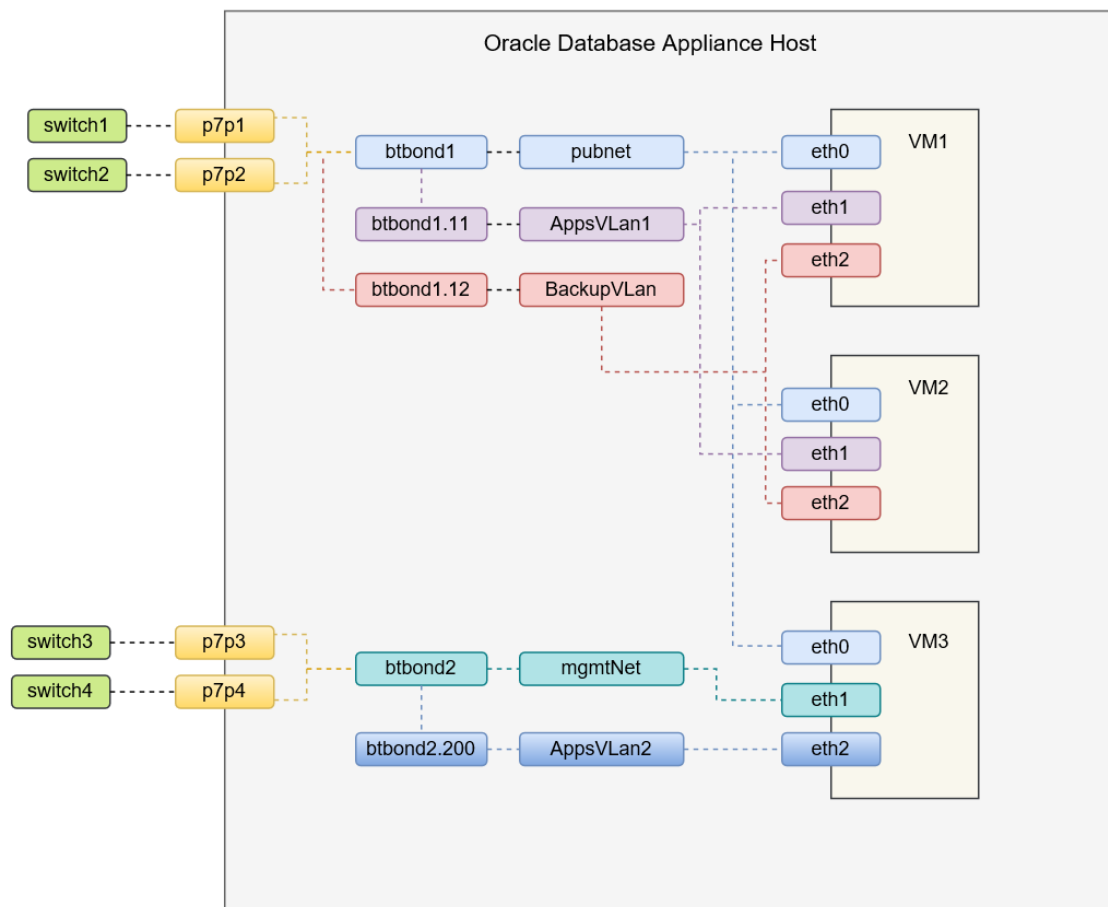 Oracle Database Appliance Host
switch1
p7p1
switch2
p7p2
btbond1
pubnet
eth0
VM1
btbond1.11
AppsVLan1
eth1
btbond1.12
BackupVLan
eth2
eth0
VM2
eth1
eth2
switch3
p7p3
switch4
p7p4
btbond2
mgmtNet
eth0
VM3
eth1
btbond2.200
AppsVLan2
eth2